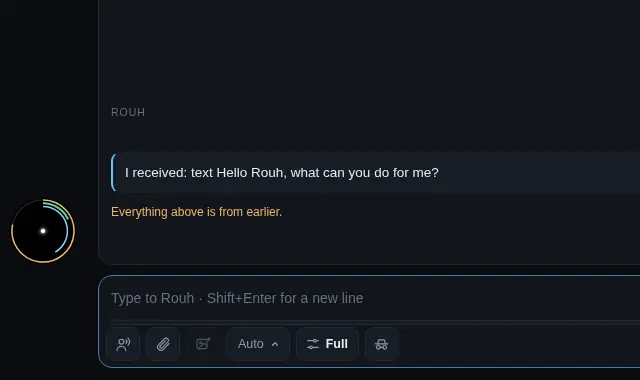 ROUH
I received: text Hello Rouh, what can you do for me?
Everything above is from earlier.
Type to Rouh · Shift+Enter for a new line
Auto
Full